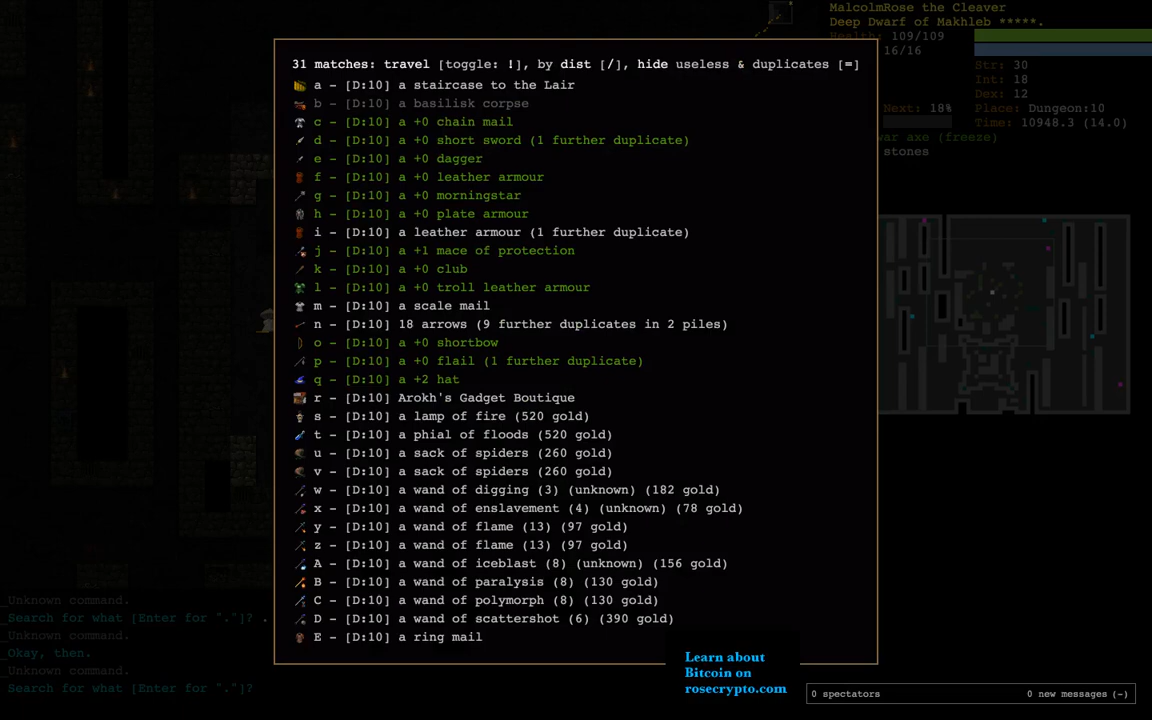 MalcolmRose the Cleaver
Deep Dwarf of Makhleb *****.
Health: 109/109
16/16
Str: 30
Int: 18
Dex: 12
Next: 18% Place: Dungeon:10
Time: 10948.3 (14.0)
war axe (freeze)
stones
31 matches: travel [toggle: !], by dist [/], hide useless & duplicates [=]
a - [D:10] a staircase to the Lair
b - [D:10] a basilisk corpse
c - [D:10] a +0 chain mail
d - [D:10] a +0 short sword (1 further duplicate)
e - [D:10] a +0 dagger
f - [D:10] a +0 leather armour
g - [D:10] a +0 morningstar
h - [D:10] a +0 plate armour
i - [D:10] a leather armour (1 further duplicate)
j - [D:10] a +1 mace of protection
k - [D:10] a +0 club
l - [D:10] a +0 troll leather armour
m - [D:10] a scale mail
n - [D:10] 18 arrows (9 further duplicates in 2 piles)
o - [D:10] a +0 shortbow
p - [D:10] a +0 flail (1 further duplicate)
q - [D:10] a +2 hat
r - [D:10] Arokh's Gadget Boutique
s - [D:10] a lamp of fire (520 gold)
t - [D:10] a phial of floods (520 gold)
u - [D:10] a sack of spiders (260 gold)
v - [D:10] a sack of spiders (260 gold)
w - [D:10] a wand of digging (3) (unknown) (182 gold)
x - [D:10] a wand of enslavement (4) (unknown) (78 gold)
y - [D:10] a wand of flame (13) (97 gold)
z - [D:10] a wand of flame (13) (97 gold)
A - [D:10] a wand of iceblast (8) (unknown) (156 gold)
B - [D:10] a wand of paralysis (8) (130 gold)
C - [D:10] a wand of polymorph (8) (130 gold)
D - [D:10] a wand of scattershot (6) (390 gold)
E - [D:10] a ring mail
_Unknown command.
_Search for what [Enter for "."]? .
_Unknown command.
_Okay, then.
_Unknown command.
Search for what [Enter for "."]?
Learn about
Bitcoin on
rosecrypto.com
0 spectators 0 new messages (-)